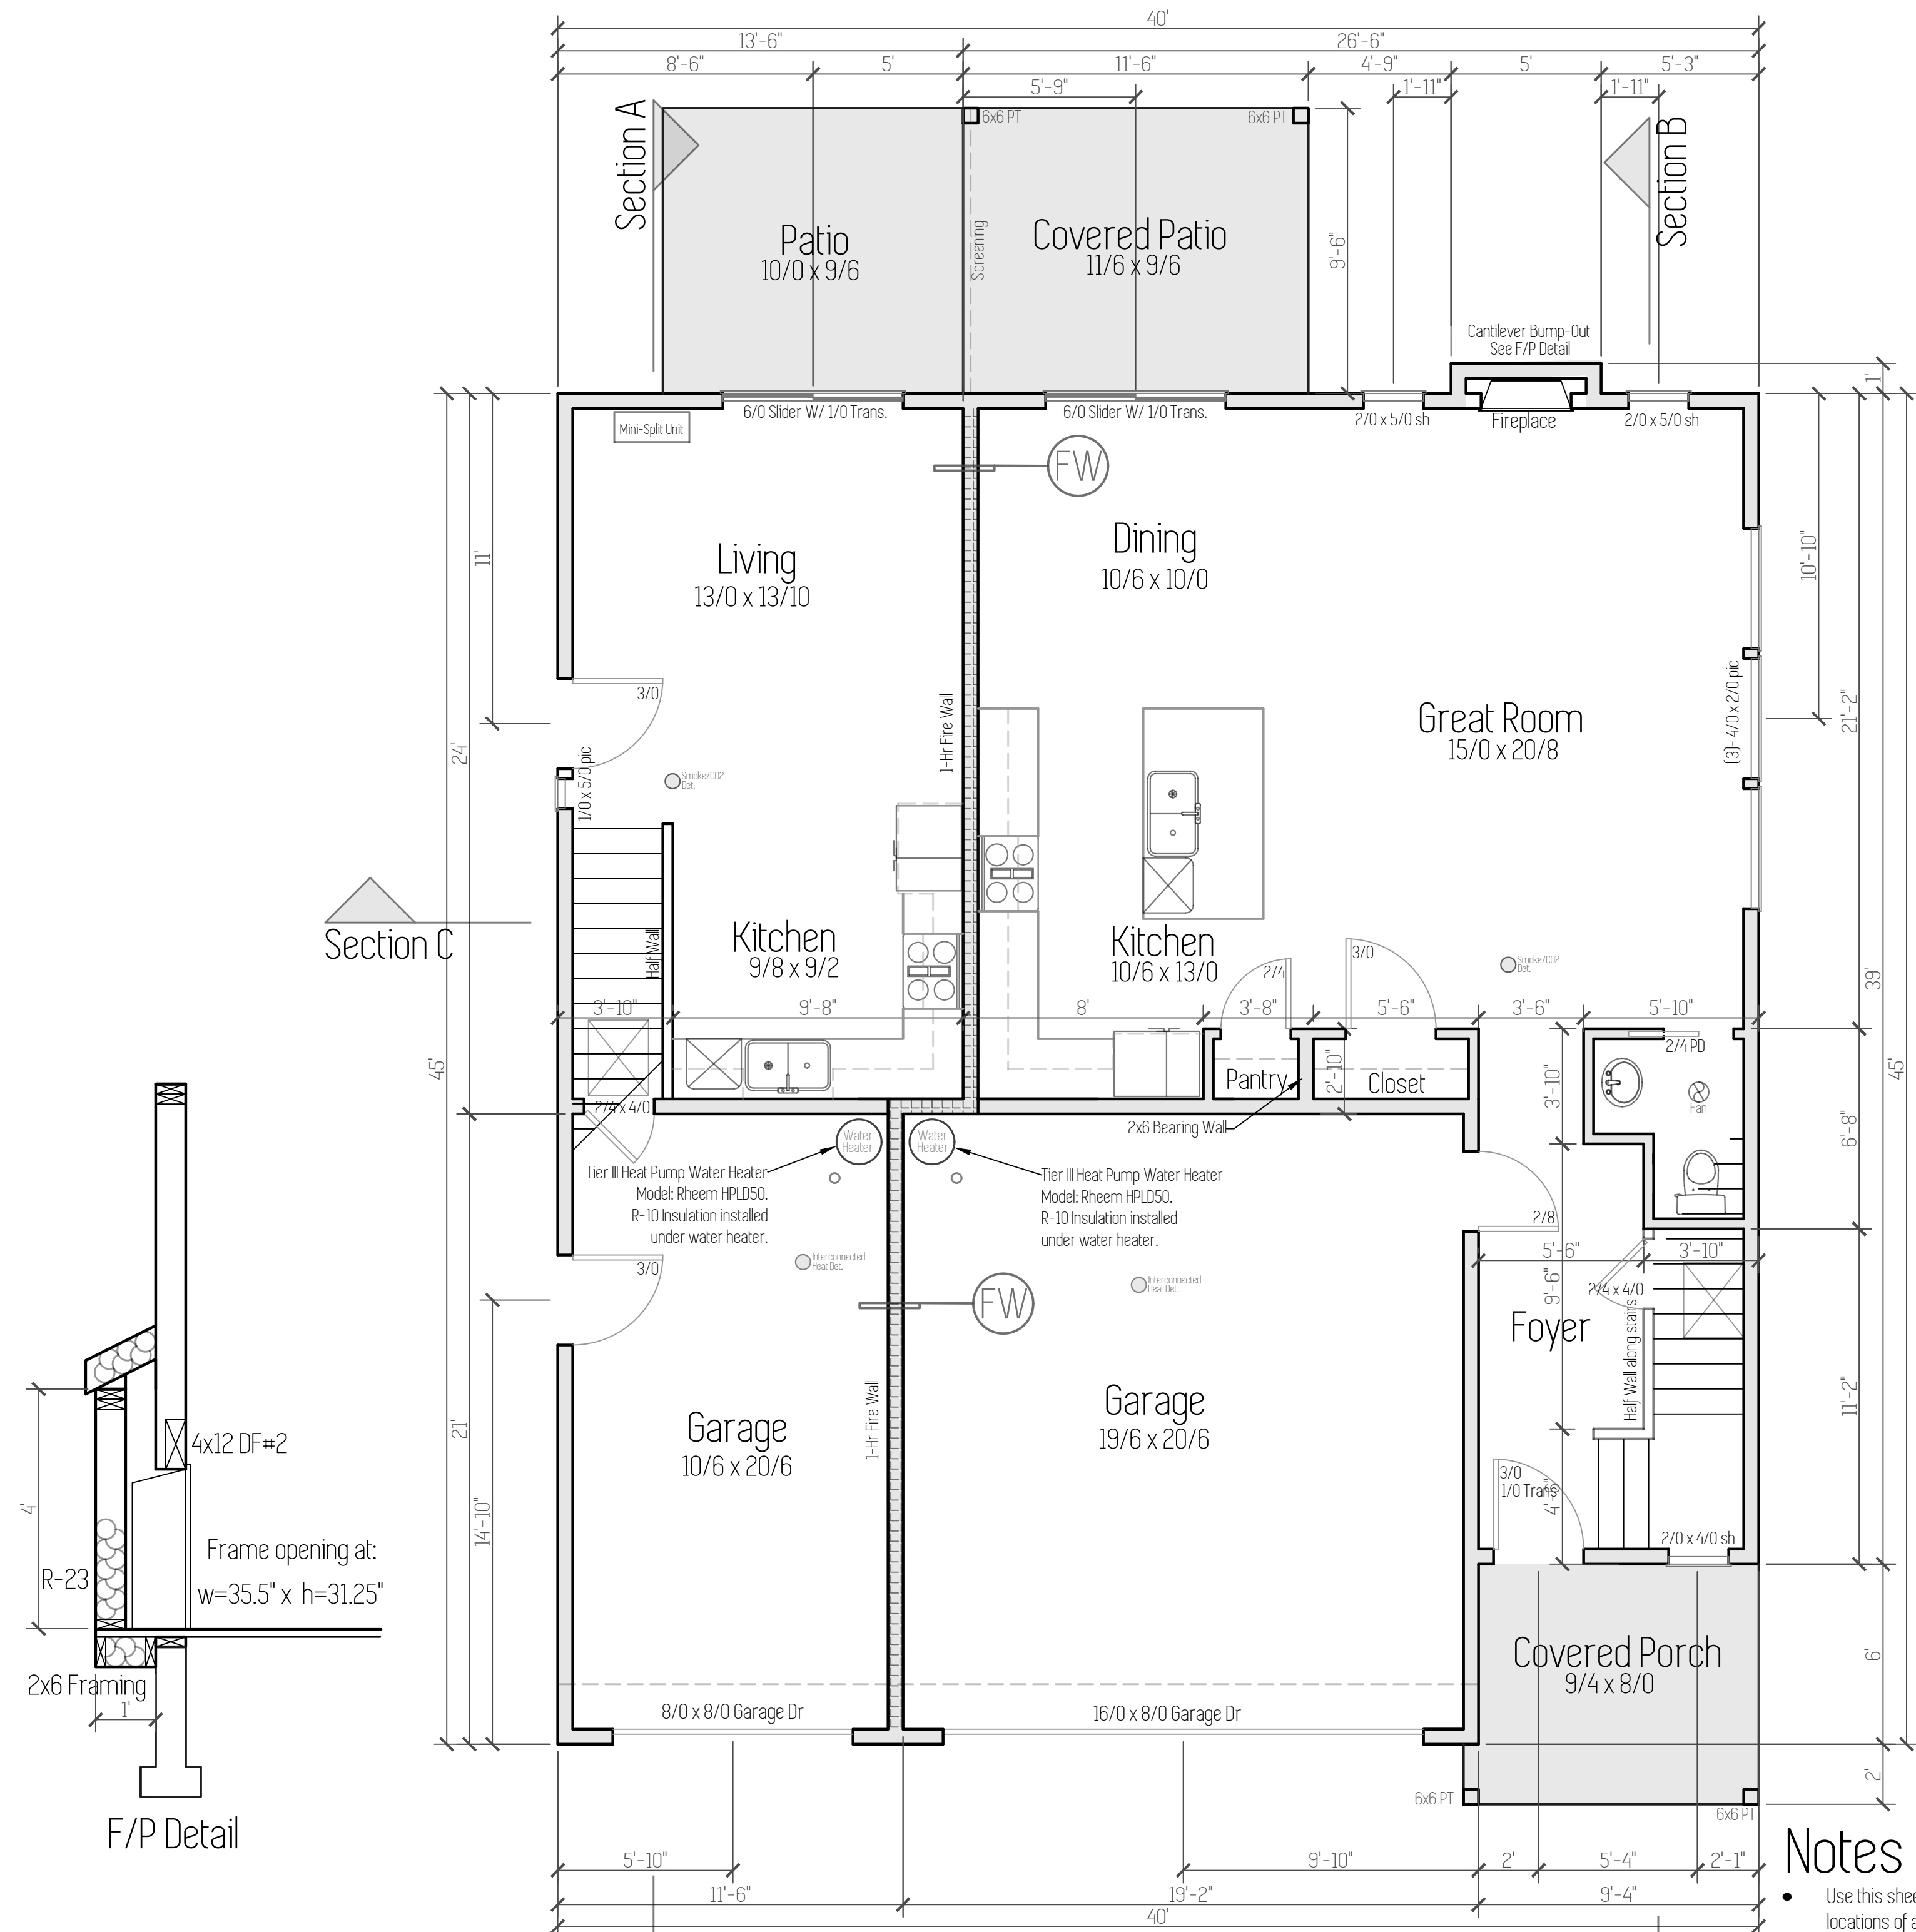 40'
13'-6"
26'-6"
8'-6"
5'
11'-6"
4'-9"
5'
5'-3"
5'-9"
1'-11"
1'-11"
Section A
6x6 PT
6x6 PT
Section B
Patio
10/0 x 9/6
Screening
Covered Patio
11/6 x 9/6
9'-6"
Cantilever Bump-Out
See F/P Detail
1'
Mini-Split Unit
6/0 Slider W/ 1/0 Trans.
6/0 Slider W/ 1/0 Trans.
2/0 x 5/0 sh
Fireplace
2/0 x 5/0 sh
FW
Living
13/0 x 13/10
Dining
10/6 x 10/0
11'
10'-10"
3/0
1-Hr Fire Wall
Great Room
15/0 x 20/8
(3)- 4/0 x 2/0 pic
21'-2"
24'
1/0 x 5/0 pic
Smoke/CO2
Det.
Section C
Half Wall
Kitchen
9/8 x 9/2
Kitchen
10/6 x 13/0
2/4
3/0
Smoke/CO2
Det.
39'
3'-10"
9'-8"
8'
3'-8"
5'-6"
3'-6"
5'-10"
45'
45'
2/4 PD
Pantry
2'-10"
Closet
3'-10"
Fan
6'-8"
2/4 x 4/0
2x6 Bearing Wall
Water
Heater
Water
Heater
Tier III Heat Pump Water Heater
Model: Rheem HPLD50.
R-10 Insulation installed
under water heater.
Tier III Heat Pump Water Heater
Model: Rheem HPLD50.
R-10 Insulation installed
under water heater.
2/8
5'-6"
3'-10"
3/0
Interconnected
Heat Det.
Interconnected
Heat Det.
9'-6"
2/4 x 4/0
FW
Foyer
Half Wall along stairs
11'-2"
1-Hr Fire Wall
Garage
10/6 x 20/6
Garage
19/6 x 20/6
21'
14'-10"
3/0
1/0 Trans
4'-6"
2/0 x 4/0 sh
4x12 DF#2
4'
Frame opening at:
R-23
w=35.5" x h=31.25"
2x6 Framing
1'
F/P Detail
Covered Porch
9/4 x 8/0
6'
8/0 x 8/0 Garage Dr
16/0 x 8/0 Garage Dr
2'
6x6 PT
6x6 PT
5'-10"
9'-10"
2'
5'-4"
2'-1"
11'-6"
19'-2"
9'-4"
40'
Notes
• Use this shee
locations of a